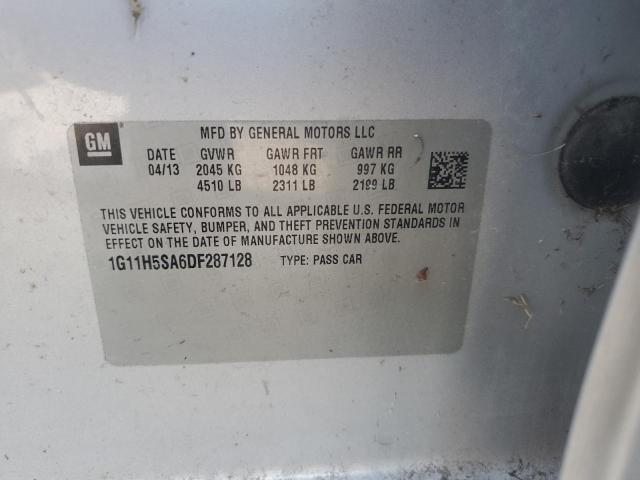 GM
MFD BY GENERAL MOTORS LLC
DATE GVWR GAWR FRT GAWR RR
04/13 2045 KG 1048 KG 997 KG
4510 LB 2311 LB 2199 LB
THIS VEHICLE CONFORMS TO ALL APPLICABLE U.S. FEDERAL MOTOR
VEHICLE SAFETY, BUMPER, AND THEFT PREVENTION STANDARDS IN
EFFECT ON THE DATE OF MANUFACTURE SHOWN ABOVE.
1G11H5SA6DF287128 TYPE: PASS CAR